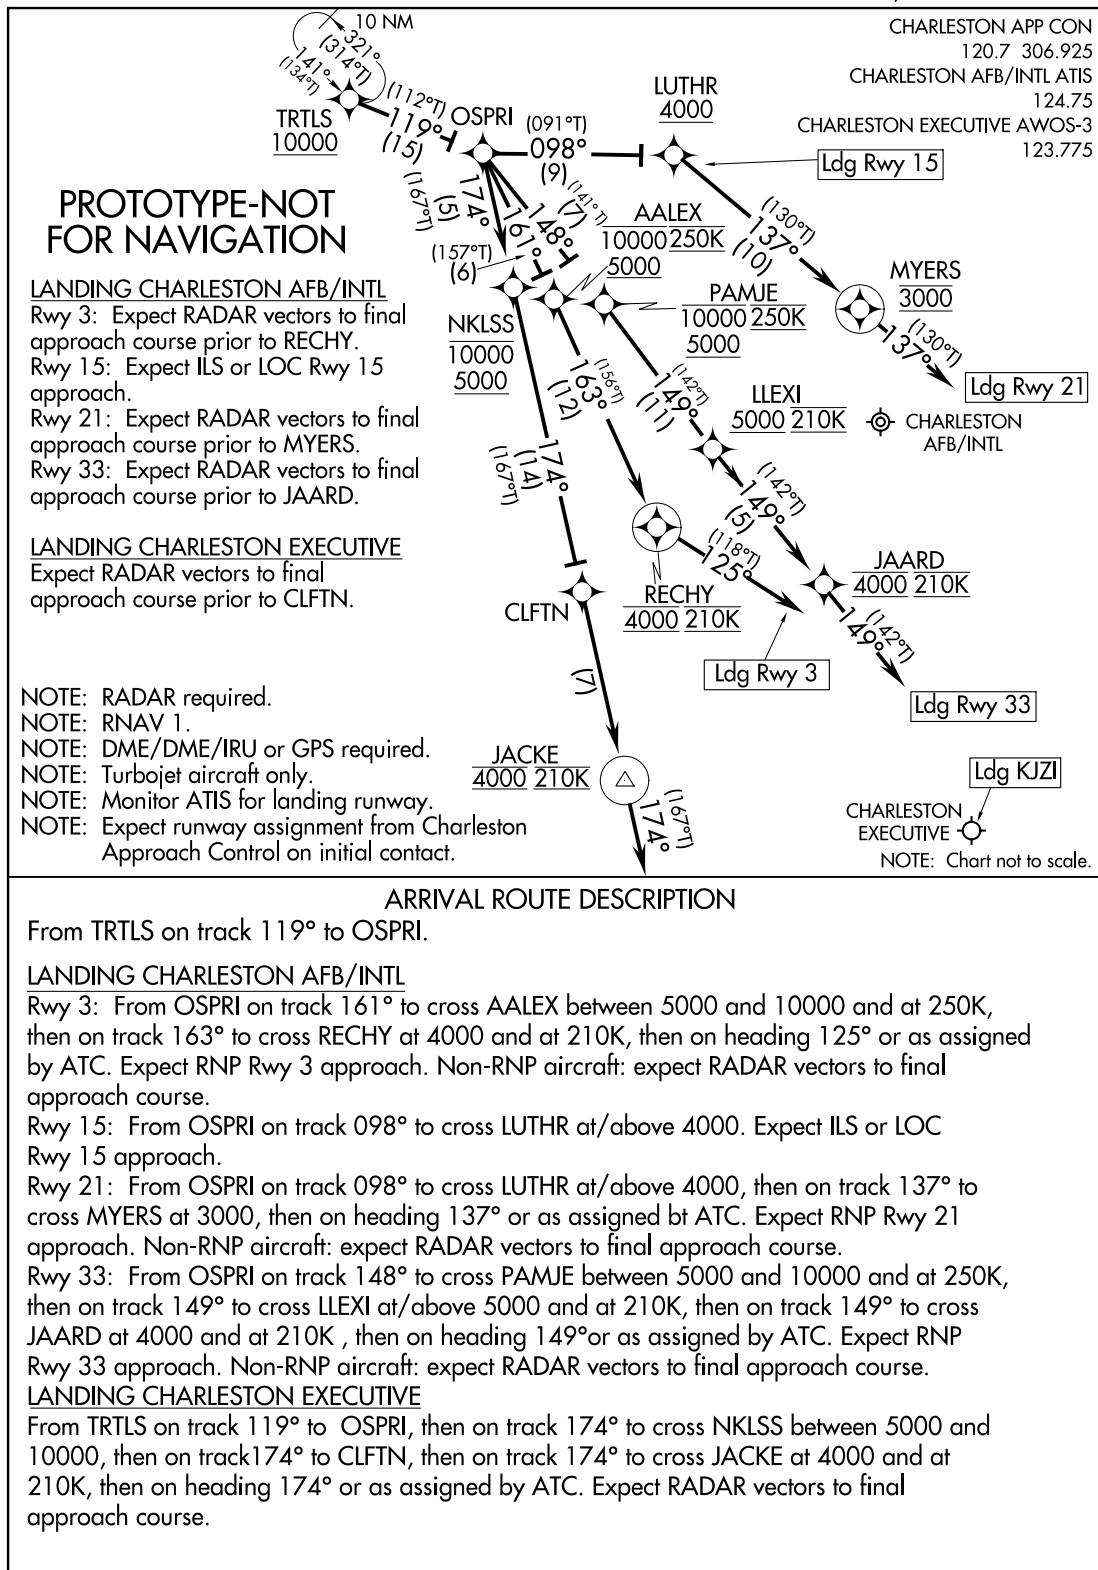 10 NM
321°
(314°T)
141°
(134°T)
TRTLS
10000
(112°T)
119°
(15)
OSPRI
(091°T)
098°
(9)
LUTHR
4000
CHARLESTON APP CON
120.7 306.925
CHARLESTON AFB/INTL ATIS
124.75
CHARLESTON EXECUTIVE AWOS-3
123.775
Ldg Rwy 15
PROTOTYPE-NOT
FOR NAVIGATION
174°
(5)
(167°T)
161°
(157°T)
(6)
148°
(7)
(141°T)
AALEX
10000 250K
5000
(130°T)
137°
(10)
MYERS
3000
(130°T)
137°
Ldg Rwy 21
PAMJE
10000 250K
5000
NKLSS
10000
5000
LANDING CHARLESTON AFB/INTL
Rwy 3: Expect RADAR vectors to final
approach course prior to RECHY.
Rwy 15: Expect ILS or LOC Rwy 15
approach.
Rwy 21: Expect RADAR vectors to final
approach course prior to MYERS.
Rwy 33: Expect RADAR vectors to final
approach course prior to JAARD.
LANDING CHARLESTON EXECUTIVE
Expect RADAR vectors to final
approach course prior to CLFTN.
(156°T)
163°
(12)
(142°T)
149°
(11)
LLEXI
5000 210K
CHARLESTON
AFB/INTL
174°
(14)
(167°T)
(142°T)
149°
(5)
(118°T)
125°
RECHY
4000 210K
JAARD
4000 210K
(142°T)
149°
CLFTN
Ldg Rwy 3
Ldg Rwy 33
(7)
JACKE
4000 210K
(167°T)
174°
Ldg KJZI
CHARLESTON
EXECUTIVE
NOTE: Chart not to scale.
NOTE: RADAR required.
NOTE: RNAV 1.
NOTE: DME/DME/IRU or GPS required.
NOTE: Turbojet aircraft only.
NOTE: Monitor ATIS for landing runway.
NOTE: Expect runway assignment from Charleston
Approach Control on initial contact.
ARRIVAL ROUTE DESCRIPTION
From TRTLS on track 119° to OSPRI.
LANDING CHARLESTON AFB/INTL
Rwy 3: From OSPRI on track 161° to cross AALEX between 5000 and 10000 and at 250K,
then on track 163° to cross RECHY at 4000 and at 210K, then on heading 125° or as assigned
by ATC. Expect RNP Rwy 3 approach. Non-RNP aircraft: expect RADAR vectors to final
approach course.
Rwy 15: From OSPRI on track 098° to cross LUTHR at/above 4000. Expect ILS or LOC
Rwy 15 approach.
Rwy 21: From OSPRI on track 098° to cross LUTHR at/above 4000, then on track 137° to
cross MYERS at 3000, then on heading 137° or as assigned bt ATC. Expect RNP Rwy 21
approach. Non-RNP aircraft: expect RADAR vectors to final approach course.
Rwy 33: From OSPRI on track 148° to cross PAMJE between 5000 and 10000 and at 250K,
then on track 149° to cross LLEXI at/above 5000 and at 210K, then on track 149° to cross
JAARD at 4000 and at 210K , then on heading 149°or as assigned by ATC. Expect RNP
Rwy 33 approach. Non-RNP aircraft: expect RADAR vectors to final approach course.
LANDING CHARLESTON EXECUTIVE
From TRTLS on track 119° to OSPRI, then on track 174° to cross NKLSS between 5000 and
10000, then on track174° to CLFTN, then on track 174° to cross JACKE at 4000 and at
210K, then on heading 174° or as assigned by ATC. Expect RADAR vectors to final
approach course.